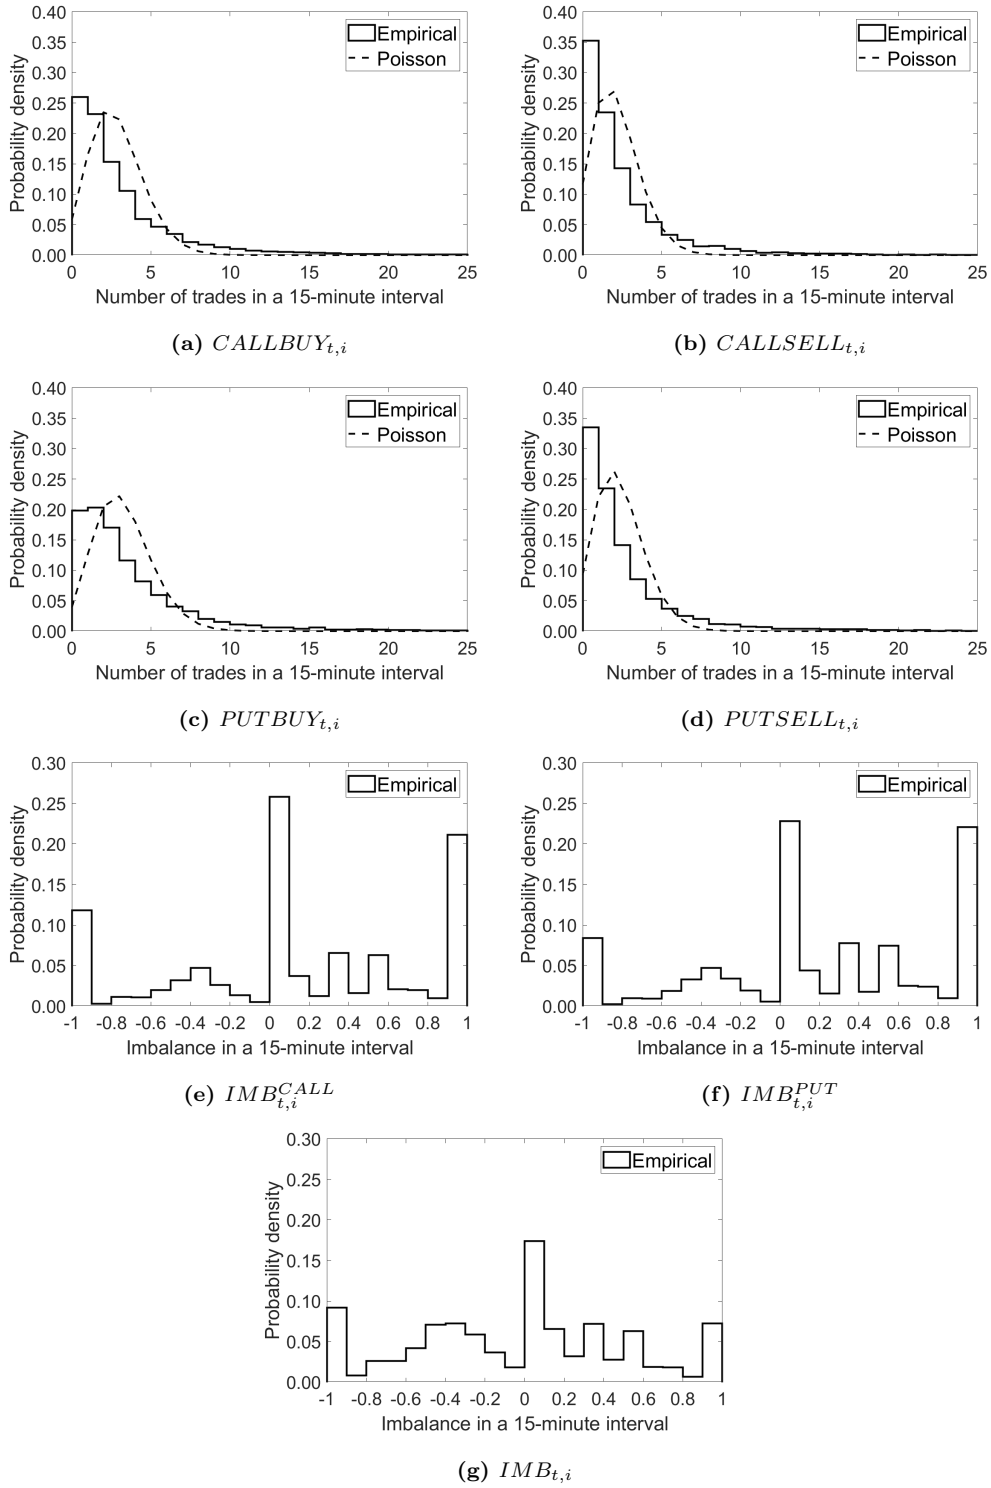 0.40
0.35
0.30
0.25
0.20
0.15
0.10
0.05
0.00
Probability density
Empirical
Poisson
0 5 10 15 20 25
Number of trades in a 15-minute interval
(a) CALLBUY_{t,i}
0.40
0.35
0.30
0.25
0.20
0.15
0.10
0.05
0.00
Probability density
Empirical
Poisson
0 5 10 15 20 25
Number of trades in a 15-minute interval
(b) CALLSELL_{t,i}
0.40
0.35
0.30
0.25
0.20
0.15
0.10
0.05
0.00
Probability density
Empirical
Poisson
0 5 10 15 20 25
Number of trades in a 15-minute interval
(c) PUTBUY_{t,i}
0.40
0.35
0.30
0.25
0.20
0.15
0.10
0.05
0.00
Probability density
Empirical
Poisson
0 5 10 15 20 25
Number of trades in a 15-minute interval
(d) PUTSELL_{t,i}
0.30
0.25
0.20
0.15
0.10
0.05
0.00
Probability density
Empirical
-1 -0.8 -0.6 -0.4 -0.2 0 0.2 0.4 0.6 0.8 1
Imbalance in a 15-minute interval
(e) IMB_{t,i}^{CALL}
0.30
0.25
0.20
0.15
0.10
0.05
0.00
Probability density
Empirical
-1 -0.8 -0.6 -0.4 -0.2 0 0.2 0.4 0.6 0.8 1
Imbalance in a 15-minute interval
(f) IMB_{t,i}^{PUT}
0.30
0.25
0.20
0.15
0.10
0.05
0.00
Probability density
Empirical
-1 -0.8 -0.6 -0.4 -0.2 0 0.2 0.4 0.6 0.8 1
Imbalance in a 15-minute interval
(g) IMB_{t,i}